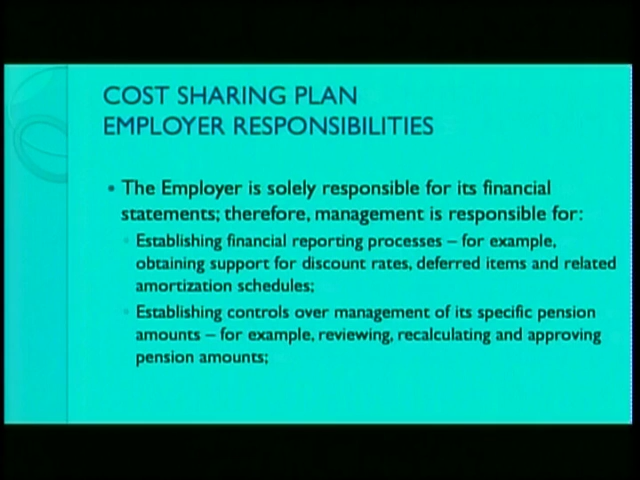 COST SHARING PLAN
EMPLOYER RESPONSIBILITIES
• The Employer is solely responsible for its financial
statements; therefore, management is responsible for:
◦ Establishing financial reporting processes – for example,
obtaining support for discount rates, deferred items and related
amortization schedules;
◦ Establishing controls over management of its specific pension
amounts – for example, reviewing, recalculating and approving
pension amounts;